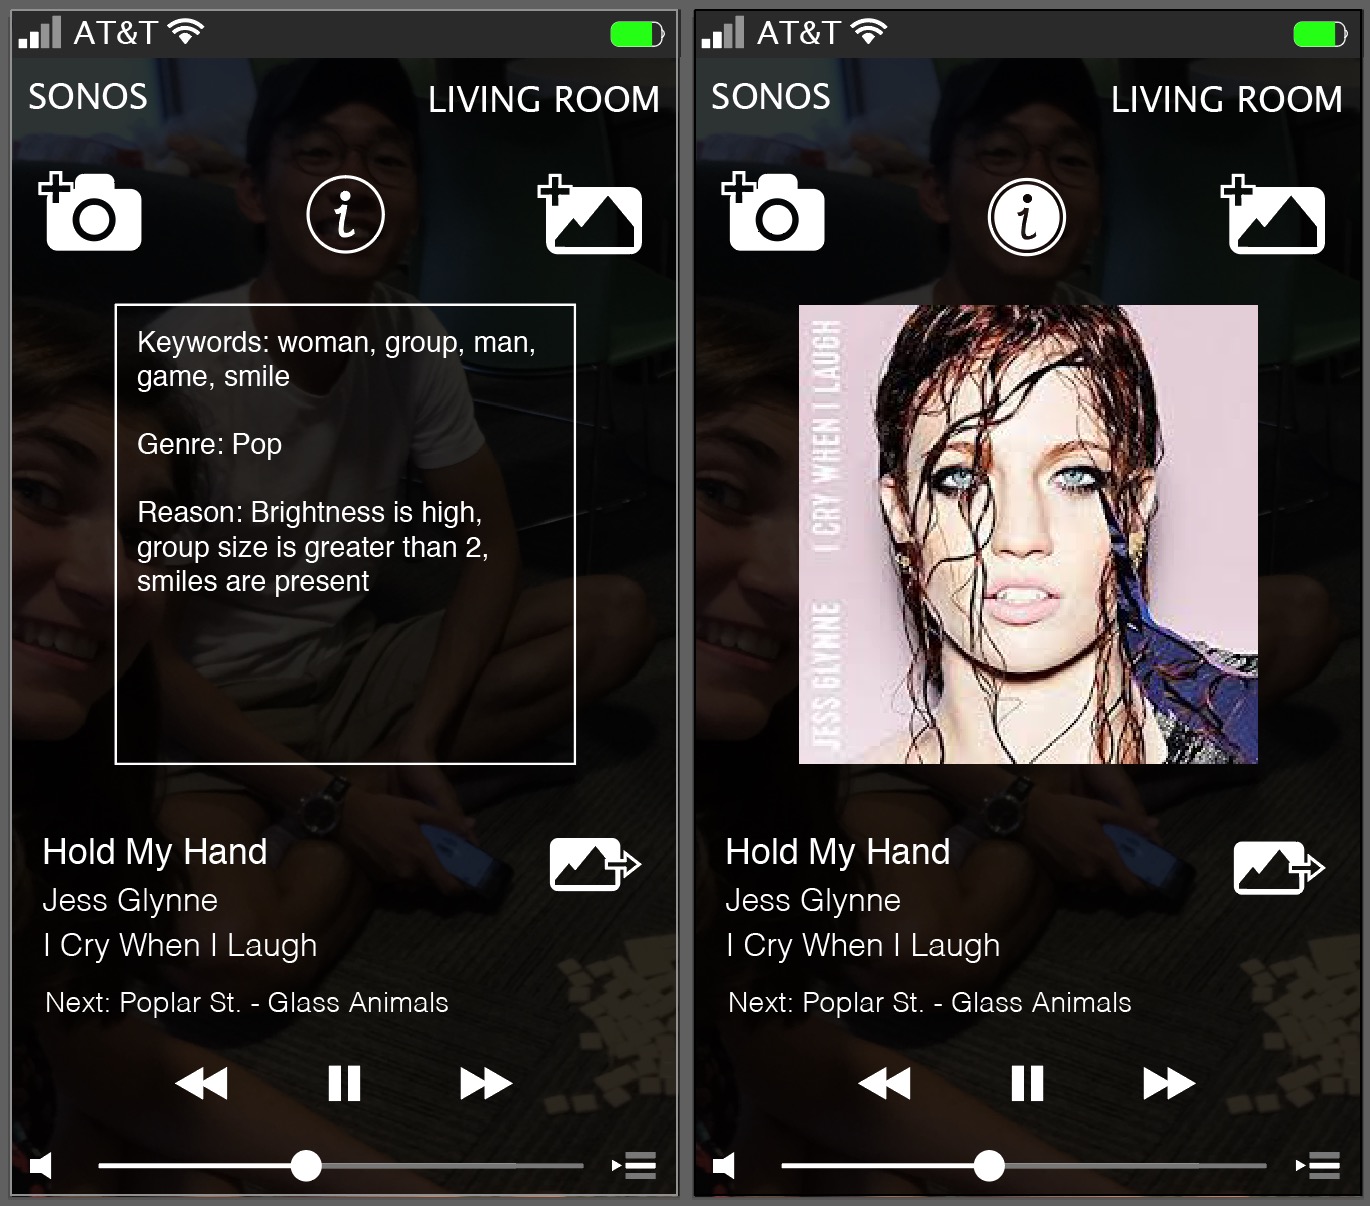 AT&T
SONOS
LIVING ROOM
i
Keywords: woman, group, man,
game, smile
Genre: Pop
Reason: Brightness is high,
group size is greater than 2,
smiles are present
Hold My Hand
Jess Glynne
I Cry When I Laugh
Next: Poplar St. - Glass Animals
AT&T
SONOS
LIVING ROOM
i
JESS GLYNNE I CRY WHEN I LAUGH
Hold My Hand
Jess Glynne
I Cry When I Laugh
Next: Poplar St. - Glass Animals